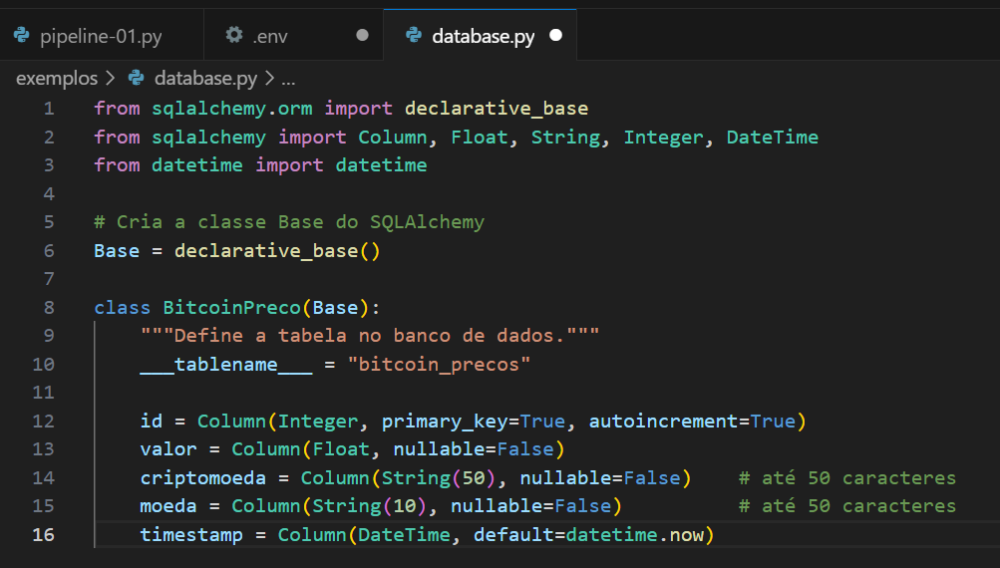 pipeline-01.py .env database.py
exemplos > database.py > ...
1 from sqlalchemy.orm import declarative_base
2 from sqlalchemy import Column, Float, String, Integer, DateTime
3 from datetime import datetime
4
5 # Cria a classe Base do SQLAlchemy
6 Base = declarative_base()
7
8 class BitcoinPreco(Base):
9     """Define a tabela no banco de dados."""
10     ___tablename___ = "bitcoin_precos"
11
12     id = Column(Integer, primary_key=True, autoincrement=True)
13     valor = Column(Float, nullable=False)
14     criptomoeda = Column(String(50), nullable=False)    # até 50 caracteres
15     moeda = Column(String(10), nullable=False)          # até 50 caracteres
16     timestamp = Column(DateTime, default=datetime.now)